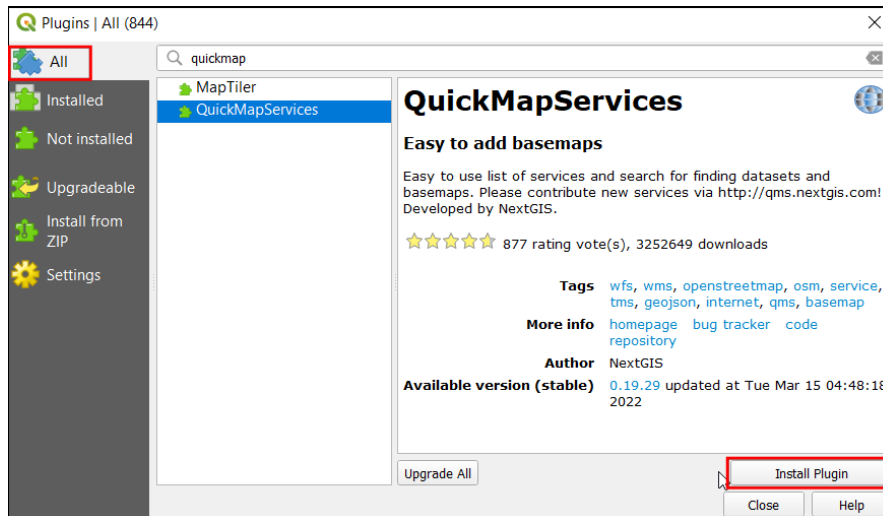 Plugins | All (844)
All
Installed
Not installed
Upgradeable
Install from
ZIP
Settings
quickmap
MapTiler
QuickMapServices
QuickMapServices
Easy to add basemaps
Easy to use list of services and search for finding datasets and
basemaps. Please contribute new services via http://qms.nextgis.com!
Developed by NextGIS.
877 rating vote(s), 3252649 downloads
Tags wfs, wms, openstreetmap, osm, service,
tms, geojson, internet, qms, basemap
More info homepage bug tracker code
repository
Author NextGIS
Available version (stable) 0.19.29 updated at Tue Mar 15 04:48:18
2022
Upgrade All
Install Plugin
Close
Help